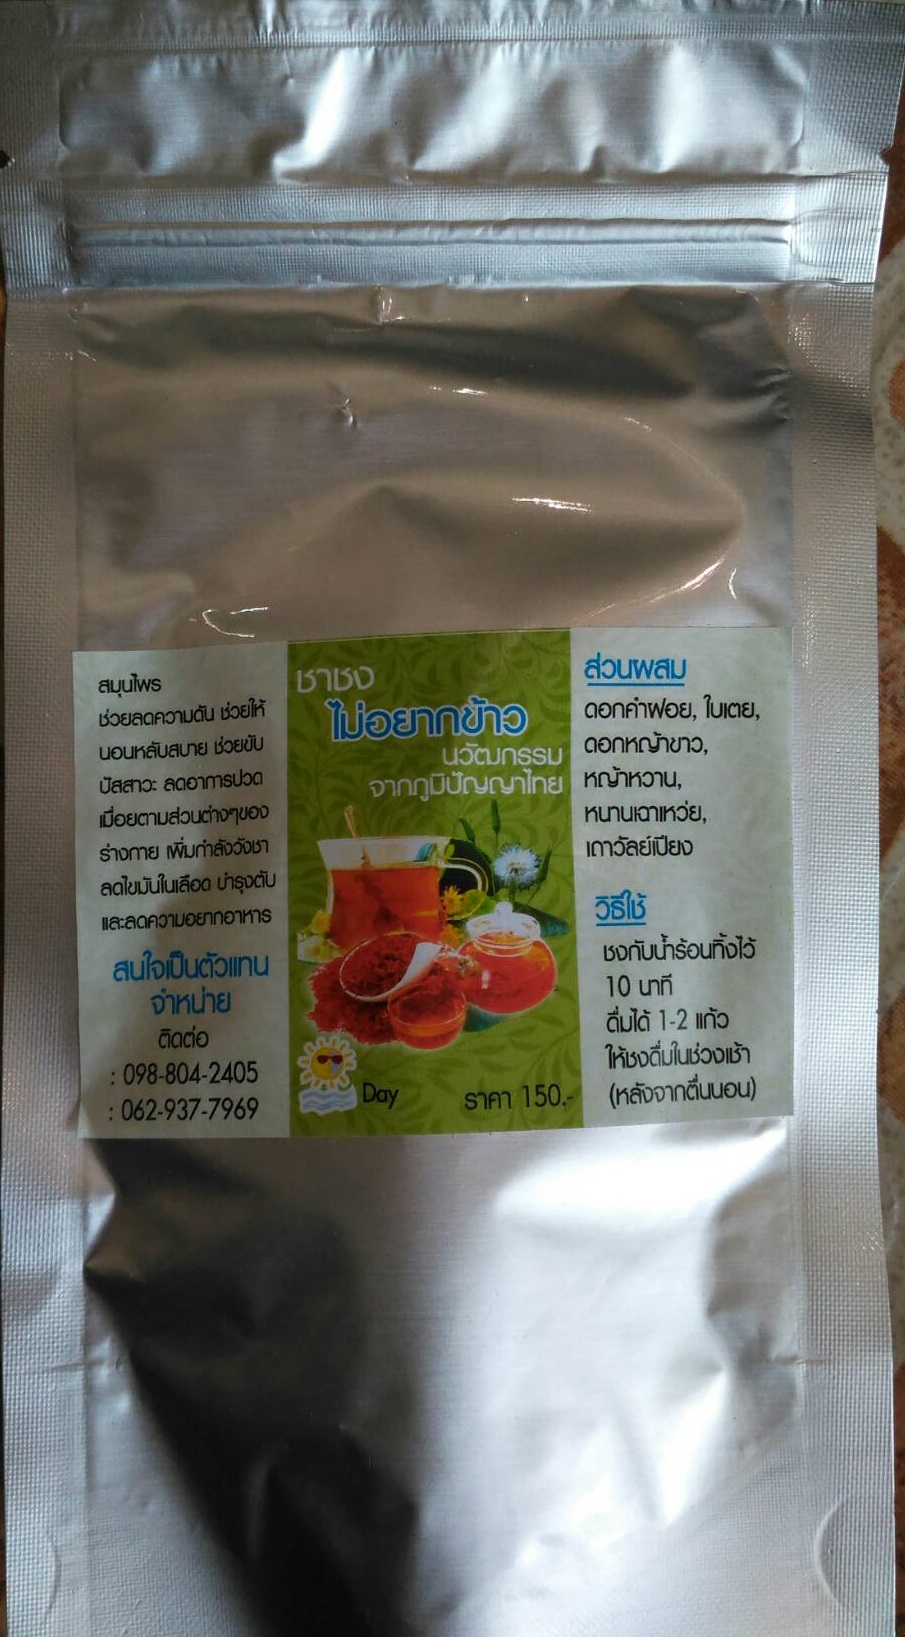 สมุนไพร
ช่วยลดความดัน ช่วยให้
นอนหลับสบาย ช่วยขับ
ปัสสาวะ ลดอาการปวด
เมื่อยตามส่วนต่างๆของ
ร่างกาย เพิ่มกำลังวังชา
ลดไขมันในเลือด บำรุงตับ
และลดความอยากอาหาร
สนใจเป็นตัวแทน
จำหน่าย
ติดต่อ
: 098-804-2405
: 062-937-7969
ชาชง
ไม่อยากข้าว
นวัฒกรรม
จากภูมิปัญญาไทย
Day
ราคา 150.-
ส่วนผสม
ดอกคำฝอย, ใบเตย,
ดอกหญ้าขาว,
หญ้าหวาน,
หนานเฉาเหว่ย,
เถาวัลย์เปียง
วิธีใช้
ชงกับน้ำร้อนทิ้งไว้
10 นาที
ดื่มได้ 1-2 แก้ว
ให้ชงดื่มในช่วงเช้า
(หลังจากตื่นนอน)